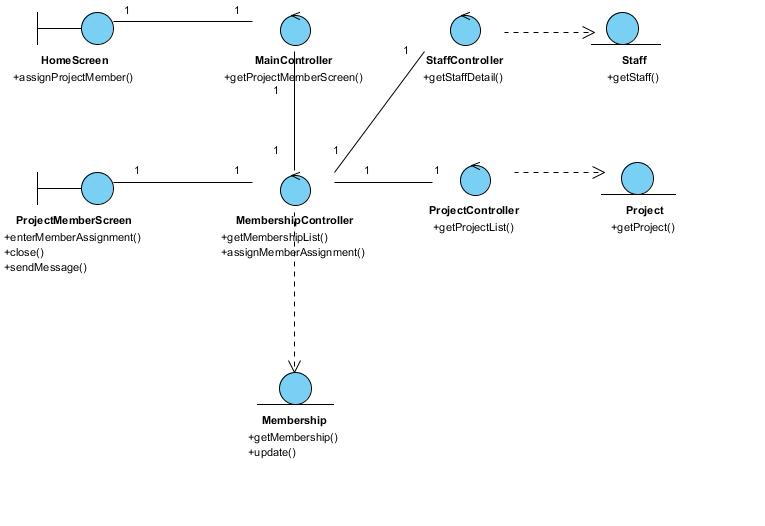 1 1
HomeScreen
+assignProjectMember()
MainController
+getProjectMemberScreen()
1
StaffController
+getStaffDetail()
Staff
+getStaff()
1
1
1
1 1
ProjectMemberScreen
+enterMemberAssignment()
+close()
+sendMessage()
MembershipController
+getMembershipList()
+assignMemberAssignment()
1 1
ProjectController
+getProjectList()
Project
+getProject()
Membership
+getMembership()
+update()